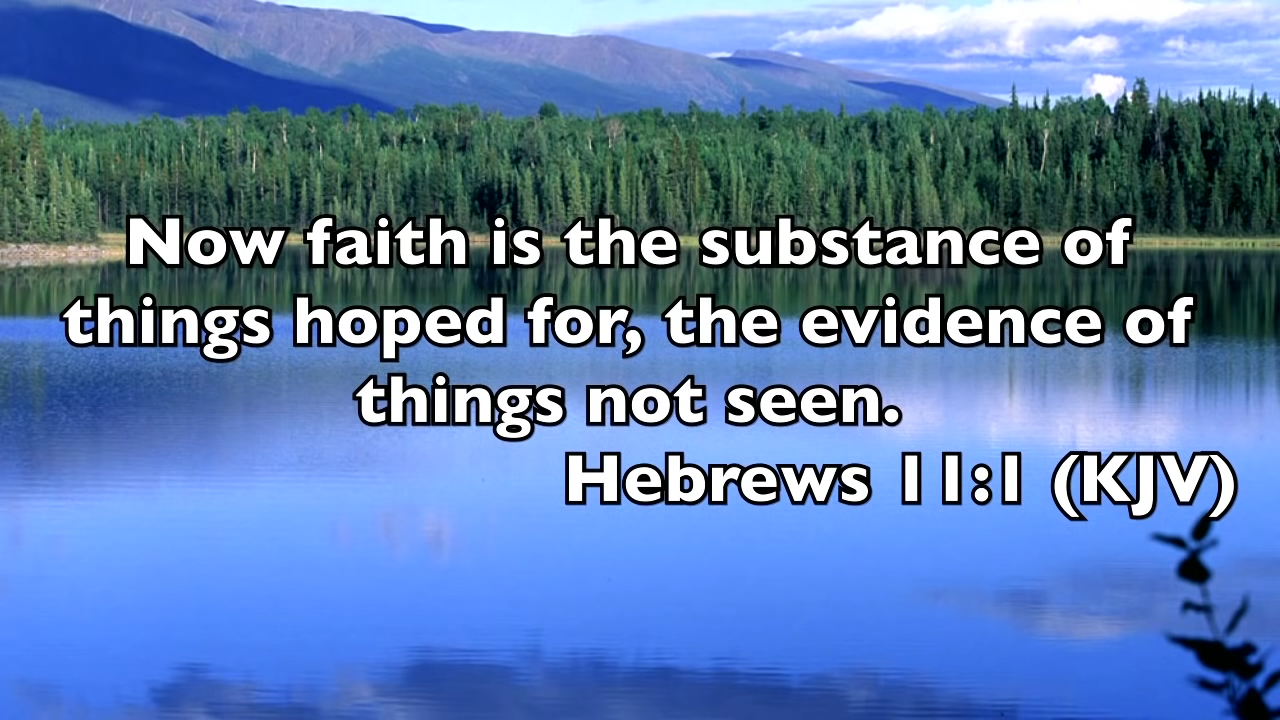 Now faith is the substance of
things hoped for, the evidence of
things not seen.
Hebrews 11:1 (KJV)